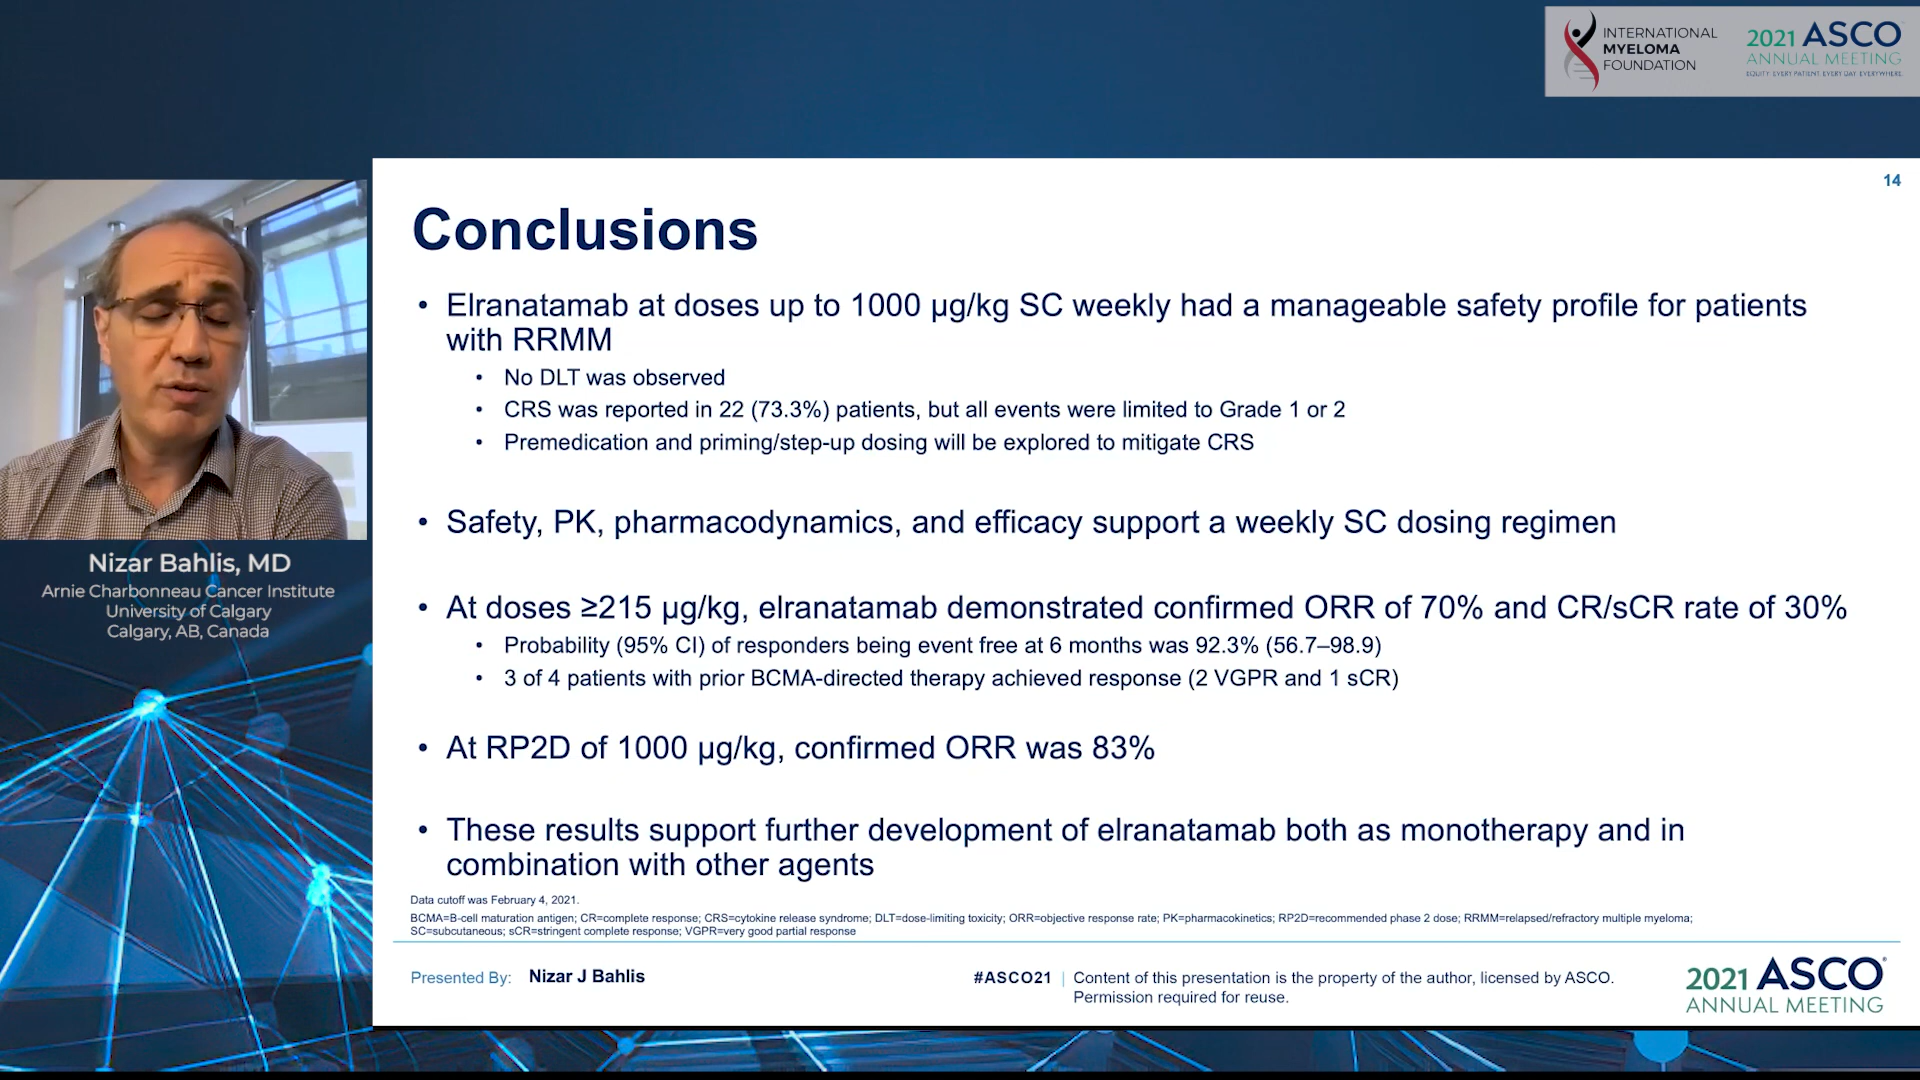 INTERNATIONAL
MYELOMA
FOUNDATION
2021 ASCO
ANNUAL MEETING
EQUITY: EVERY PATIENT. EVERY DAY. EVERYWHERE.
14
Conclusions
• Elranatamab at doses up to 1000 μg/kg SC weekly had a manageable safety profile for patients
with RRMM
• No DLT was observed
• CRS was reported in 22 (73.3%) patients, but all events were limited to Grade 1 or 2
• Premedication and priming/step-up dosing will be explored to mitigate CRS
• Safety, PK, pharmacodynamics, and efficacy support a weekly SC dosing regimen
• At doses ≥215 μg/kg, elranatamab demonstrated confirmed ORR of 70% and CR/sCR rate of 30%
• Probability (95% CI) of responders being event free at 6 months was 92.3% (56.7–98.9)
• 3 of 4 patients with prior BCMA-directed therapy achieved response (2 VGPR and 1 sCR)
• At RP2D of 1000 μg/kg, confirmed ORR was 83%
• These results support further development of elranatamab both as monotherapy and in
combination with other agents
Data cutoff was February 4, 2021.
BCMA=B-cell maturation antigen; CR=complete response; CRS=cytokine release syndrome; DLT=dose-limiting toxicity; ORR=objective response rate; PK=pharmacokinetics; RP2D=recommended phase 2 dose; RRMM=relapsed/refractory multiple myeloma;
SC=subcutaneous; sCR=stringent complete response; VGPR=very good partial response
Presented By: Nizar J Bahlis
#ASCO21 | Content of this presentation is the property of the author, licensed by ASCO.
Permission required for reuse.
2021 ASCO®
ANNUAL MEETING
Nizar Bahlis, MD
Arnie Charbonneau Cancer Institute
University of Calgary
Calgary, AB, Canada